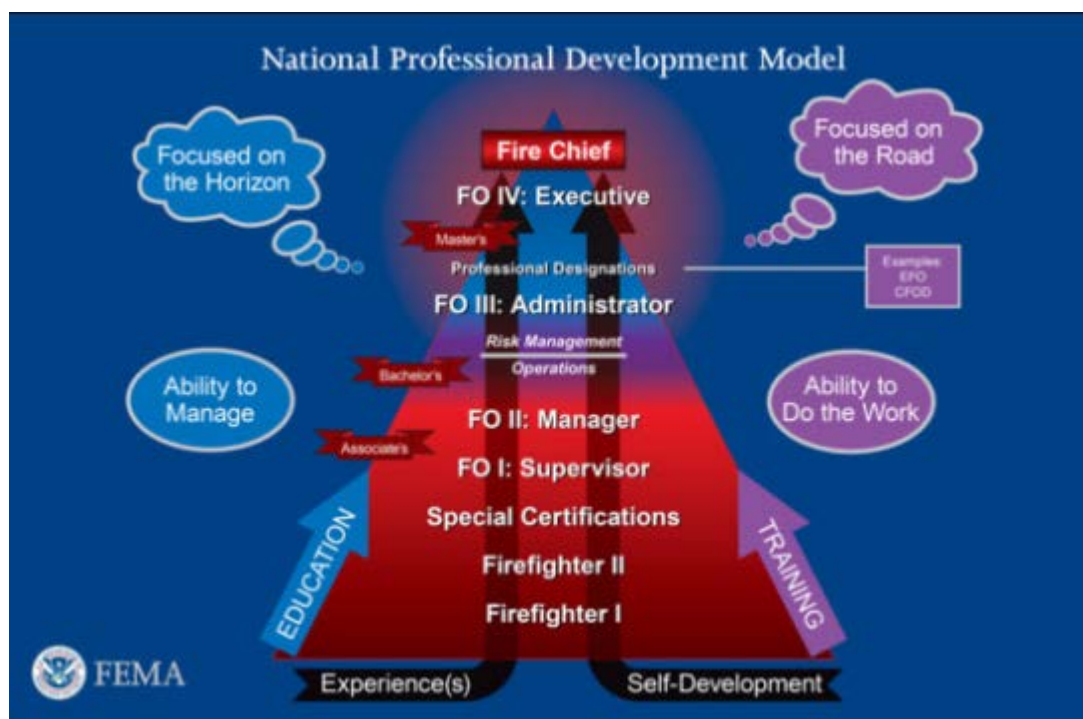 National Professional Development Model
Focused on
the Horizon
Focused on
the Road
Fire Chief
FO IV: Executive
Master's
Professional Designations
Examples:
EFO
CFOD
FO III: Administrator
Risk Management
Operations
Bachelor's
Ability to
Manage
Ability to
Do the Work
FO II: Manager
Associate's
FO I: Supervisor
Special Certifications
Firefighter II
Firefighter I
EDUCATION
TRAINING
FEMA
Experience(s)
Self-Development